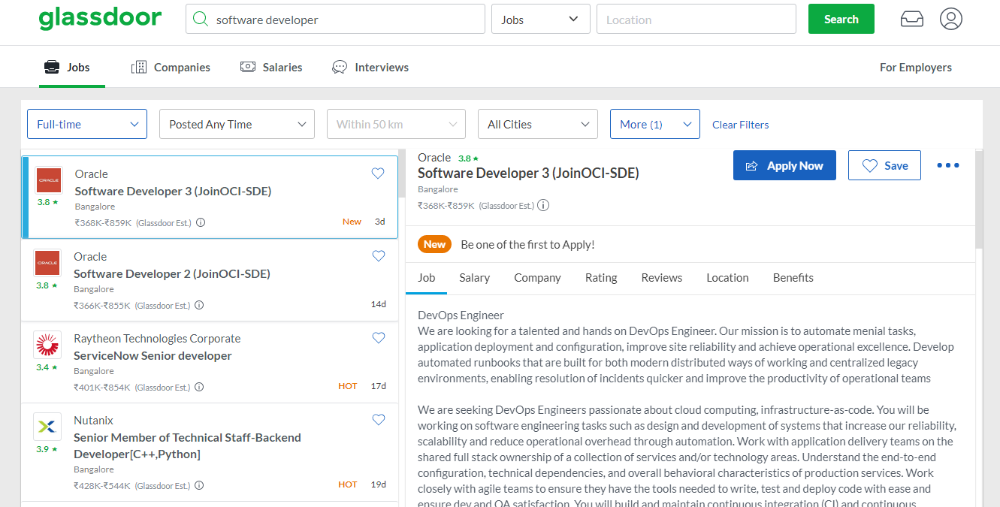 glassdoor
software developer
Jobs
Location
Search
Jobs
Companies
Salaries
Interviews
For Employers
Full-time
Posted Any Time
Within 50 km
All Cities
More (1)
Clear Filters
ORACLE
3.8 ★
Oracle
Software Developer 3 (JoinOCI-SDE)
Bangalore
₹368K-₹859K (Glassdoor Est.)
New 3d
ORACLE
3.8 ★
Oracle
Software Developer 2 (JoinOCI-SDE)
Bangalore
₹366K-₹855K (Glassdoor Est.)
14d
3.4 ★
Raytheon Technologies Corporate
ServiceNow Senior developer
Bangalore
₹401K-₹854K (Glassdoor Est.)
HOT 17d
3.9 ★
Nutanix
Senior Member of Technical Staff-Backend
Developer[C++,Python]
Bangalore
₹428K-₹544K (Glassdoor Est.)
HOT 19d
Oracle 3.8 ★
Software Developer 3 (JoinOCI-SDE)
Bangalore
₹368K-₹859K (Glassdoor Est.)
Apply Now
Save
New Be one of the first to Apply!
Job Salary Company Rating Reviews Location Benefits
DevOps Engineer
We are looking for a talented and hands on DevOps Engineer. Our mission is to automate menial tasks,
application deployment and configuration, improve site reliability and achieve operational excellence. Develop
automated runbooks that are built for both modern distributed ways of working and centralized legacy
environments, enabling resolution of incidents quicker and improve the productivity of operational teams
We are seeking DevOps Engineers passionate about cloud computing, infrastructure-as-code. You will be
working on software engineering tasks such as design and development of systems that increase our reliability,
scalability and reduce operational overhead through automation. Work with application delivery teams on the
shared full stack ownership of a collection of services and/or technology areas. Understand the end-to-end
configuration, technical dependencies, and overall behavioral characteristics of production services. Work
closely with agile teams to ensure they have the tools needed to write, test and deploy code with ease and
ensure dev and QA satisfaction. You will build and maintain continuous integration (CI) and continuous